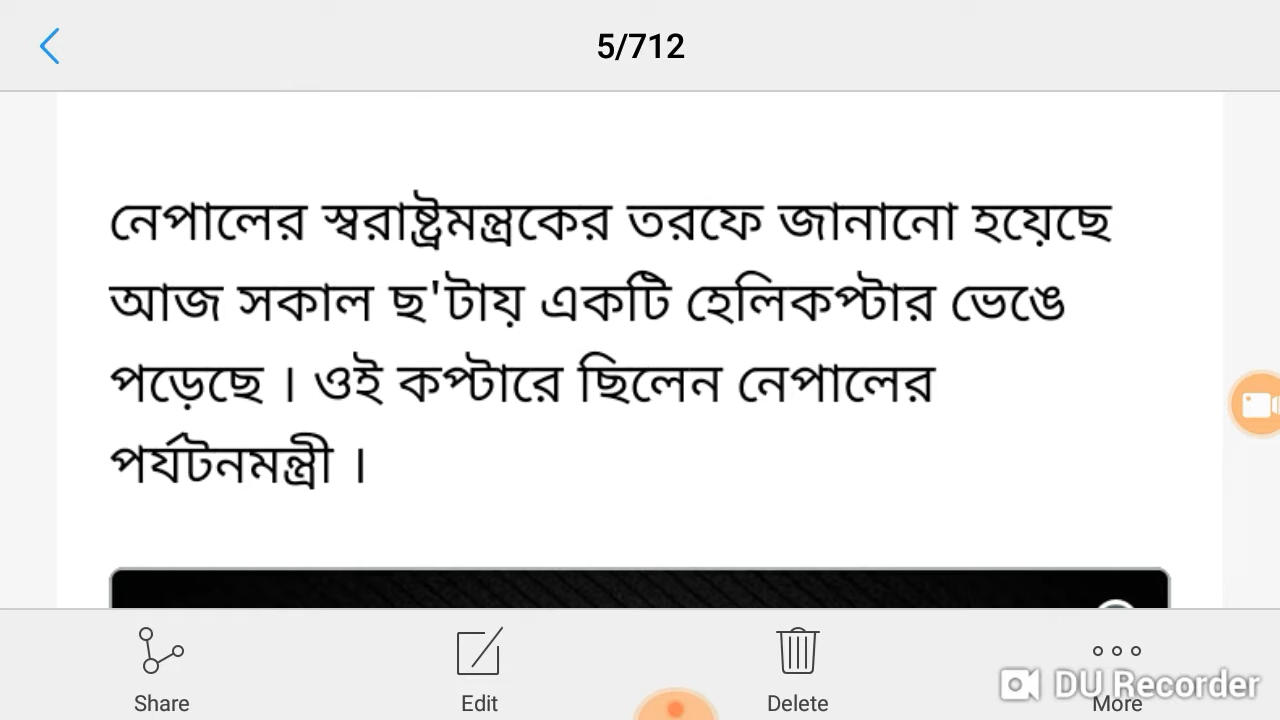 5/712
নেপালের স্বরাষ্ট্রমন্ত্রকের তরফে জানানো হয়েছে
আজ সকাল ছ'টায় একটি হেলিকপ্টার ভেঙে
পড়েছে । ওই কপ্টারে ছিলেন নেপালের
পর্যটনমন্ত্রী ।
Share Edit Delete More
DU Recorder